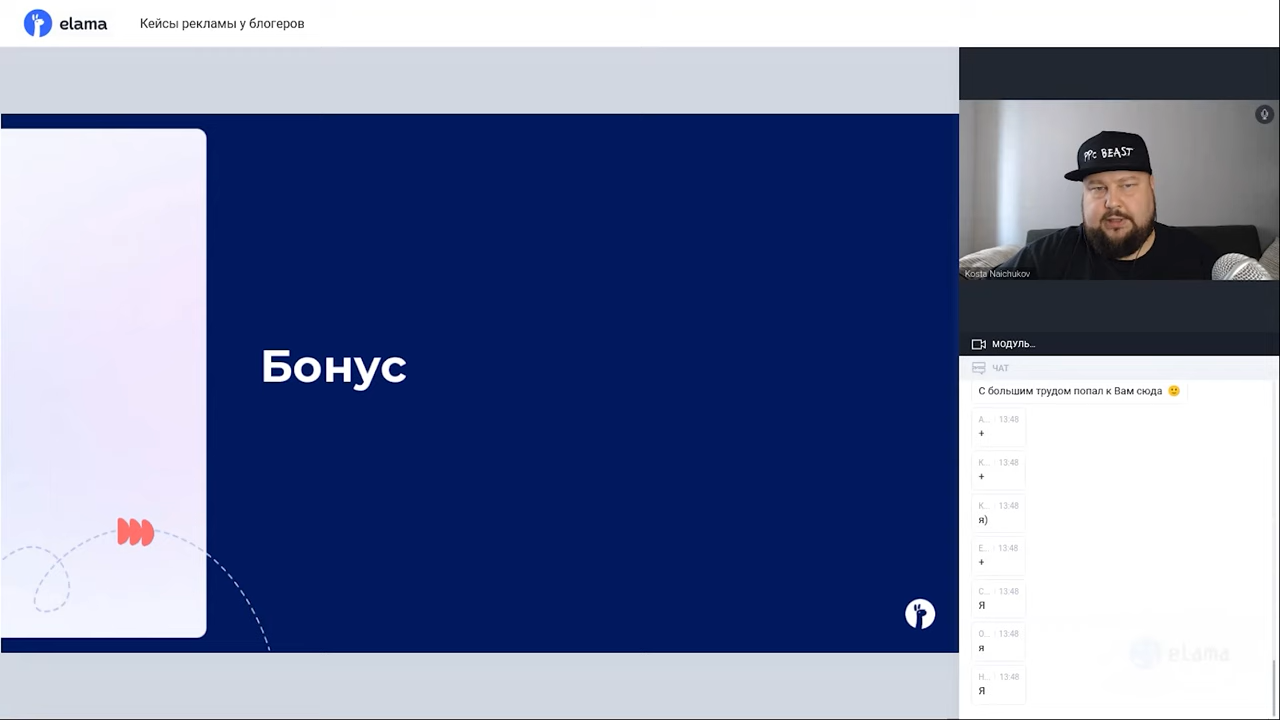 elama
Кейсы рекламы у блогеров
Бонус
PPC BEAST
Kosta Naichukov
МОДУЛЬ...
ЧАТ
С большим трудом попал к Вам сюда 🙂
А... 13:48
+
К... 13:48
+
К... 13:48
я)
Е... 13:48
+
С... 13:48
Я
О... 13:48
я
Н... 13:48
Я
elama